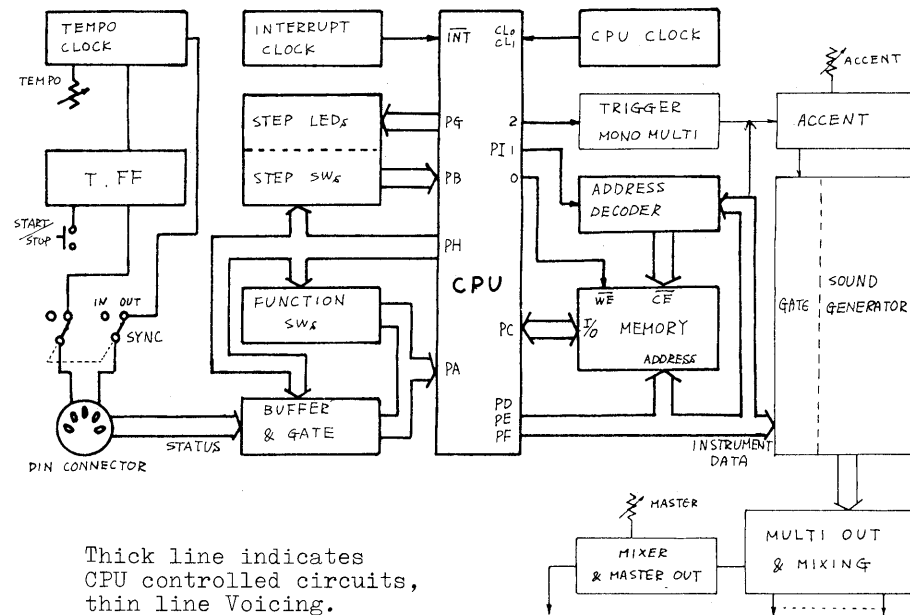 TEMPO
CLOCK
TEMPO
T. FF
START/
STOP
IN OUT
SYNC
DIN CONNECTOR
STATUS
INTERRUPT
CLOCK
STEP LEDs
STEP SWs
FUNCTION
SWs
BUFFER
& GATE
INT
CL0
CL1
PG
PB
PH
CPU
PA
2
PI 1
0
PC
PD
PE
PF
CPU CLOCK
TRIGGER
MONO MULTI
ADDRESS
DECODER
WE CE
I/O MEMORY
ADDRESS
ACCENT
ACCENT
GATE
SOUND
GENERATOR
INSTRUMENT
DATA
MASTER
MIXER
& MASTER OUT
MULTI OUT
& MIXING
Thick line indicates
CPU controlled circuits,
thin line Voicing.